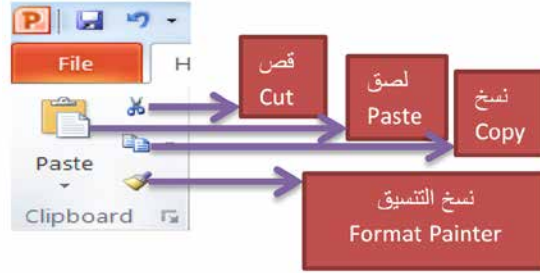 P
File
H
Paste
Clipboard
قص
Cut
لصق
Paste
نسخ
Copy
نسخ التنسيق
Format Painter